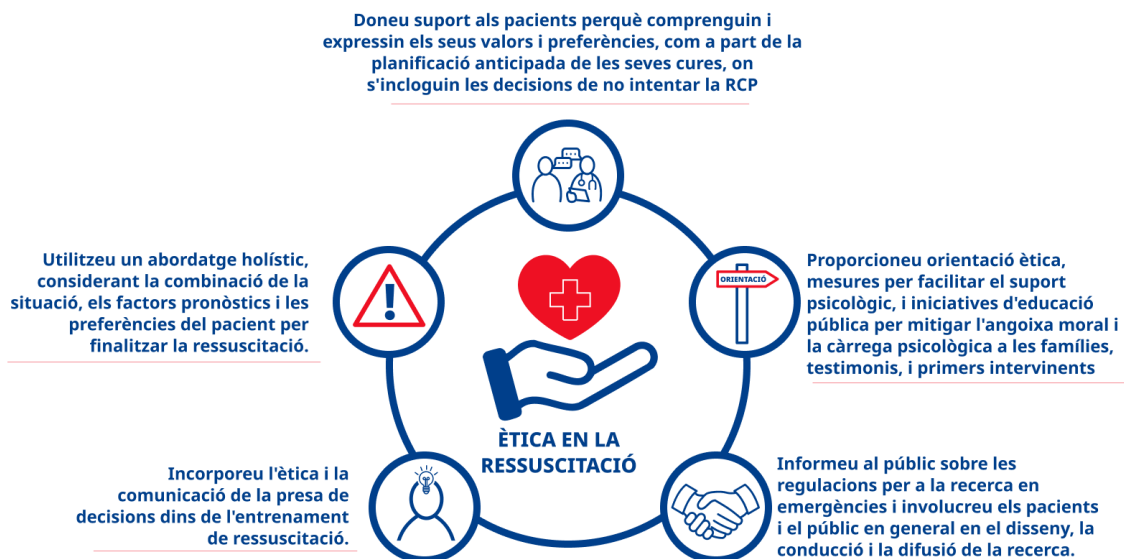 Doneu suport als pacients perquè comprenguin i
expressin els seus valors i preferències, com a part de la
planificació anticipada de les seves cures, on
s'incloguin les decisions de no intentar la RCP
Utilitzeu un abordatge holístic,
considerant la combinació de la
situació, els factors pronòstics i les
preferències del pacient per
finalitzar la ressuscitació.
ORIENTACIÓ
Proporcioneu orientació ètica,
mesures per facilitar el suport
psicològic, i iniciatives d'educació
pública per mitigar l'angoixa moral i
la càrrega psicològica a les famílies,
testimonis, i primers intervinents
ÈTICA EN LA
RESSUSCITACIÓ
Incorporeu l'ètica i la
comunicació de la presa de
decisions dins de l'entrenament
de ressuscitació.
Informeu al públic sobre les
regulacions per a la recerca en
emergències i involucreu els pacients
i el públic en general en el disseny, la
conducció i la difusió de la recerca.